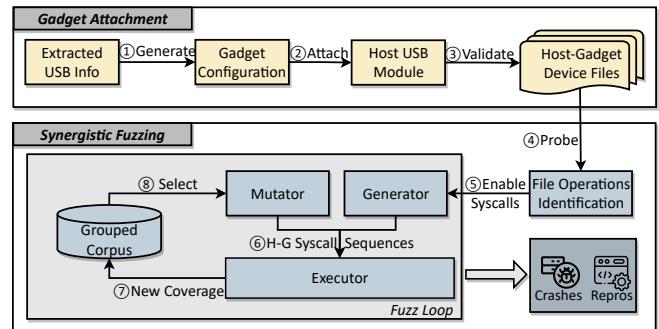 Gadget Attachment
Extracted
USB Info
①Generate
Gadget
Configuration
②Attach
Host USB
Module
③Validate
Host-Gadget
Device Files
④Probe
Synergistic Fuzzing
⑧ Select
Mutator
Generator
⑤Enable
Syscalls
File Operations
Identification
Grouped
Corpus
⑥H-G Syscall Sequences
⑦New Coverage
Executor
Fuzz Loop
Crashes
Repros